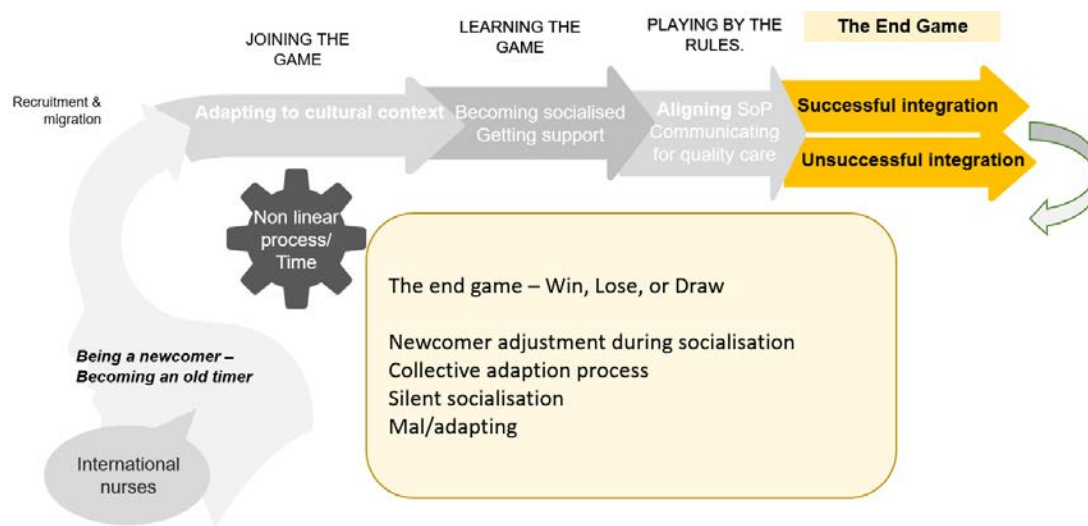 JOINING THE
GAME
LEARNING THE
GAME
PLAYING BY THE
RULES.
The End Game
Recruitment &
migration
Adapting to cultural context
Becoming socialised
Getting support
Aligning SoP
Communicating
for quality care
Successful integration
Unsuccessful integration
Non linear
process/
Time
The end game – Win, Lose, or Draw
Newcomer adjustment during socialisation
Collective adaption process
Silent socialisation
Mal/adapting
Being a newcomer –
Becoming an old timer
International
nurses